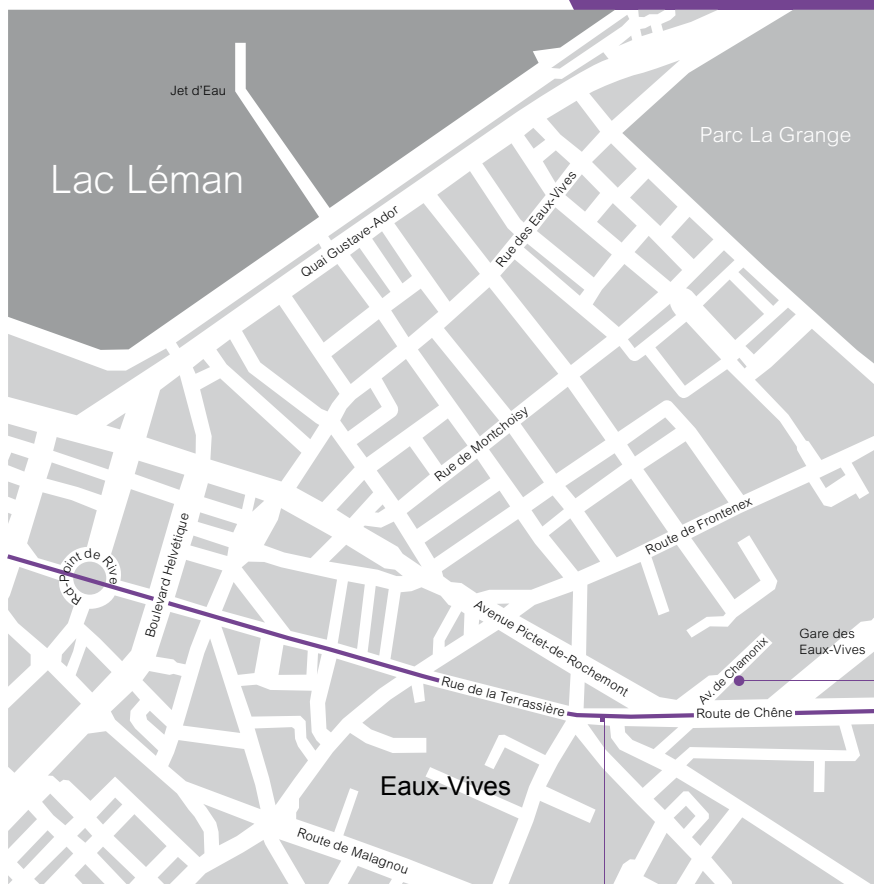 Jet d'Eau
Parc La Grange
Lac Léman
Quai Gustave-Ador
Rue des Eaux-Vives
Rue de Montchoisy
Route de Frontenex
Boulevard Helvétique
Rd-Point de Rive
Avenue Pictet-de-Rochemont
Gare des
Eaux-Vives
Av. de Chamonix
Rue de la Terrassière
Route de Chêne
Eaux-Vives
Route de Malagnou